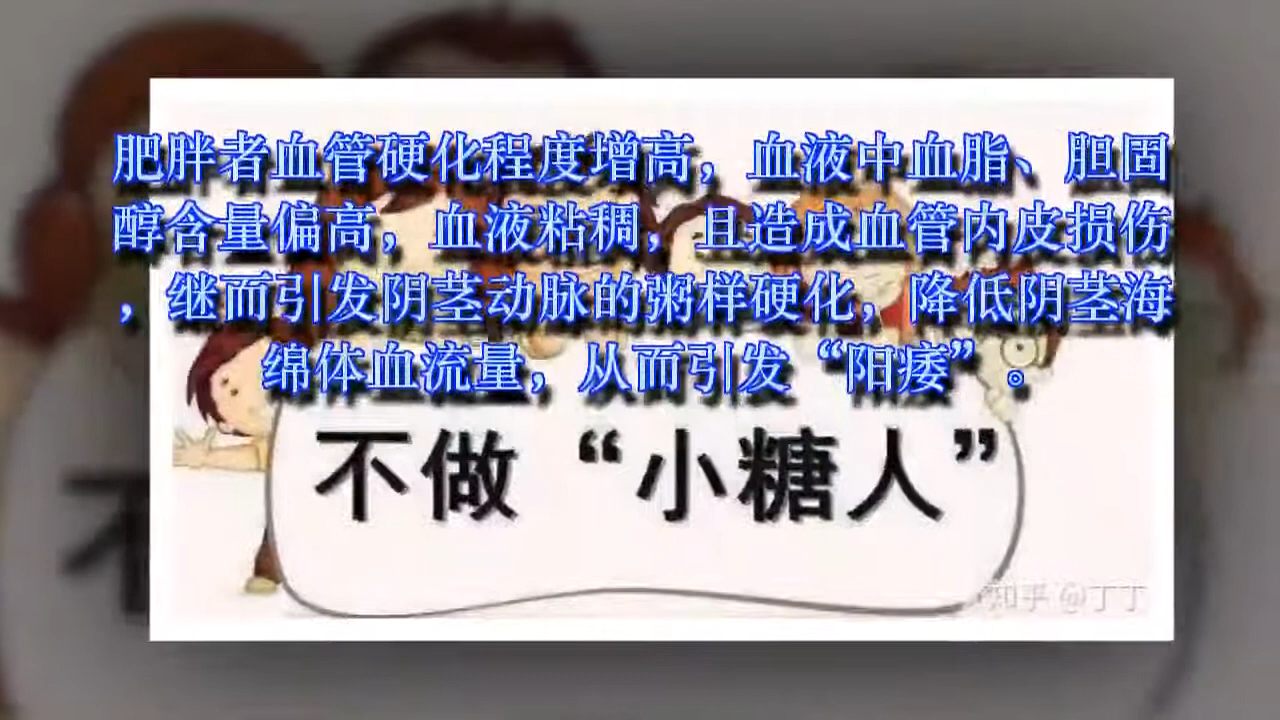 肥胖者血管硬化程度增高，血液中血脂、胆固
醇含量偏高，血液粘稠，且造成血管内皮损伤
，继而引发阴茎动脉的粥样硬化，降低阴茎海
绵体血流量，从而引发“阳痿”。
不做“小糖人”
知乎 @丁丁